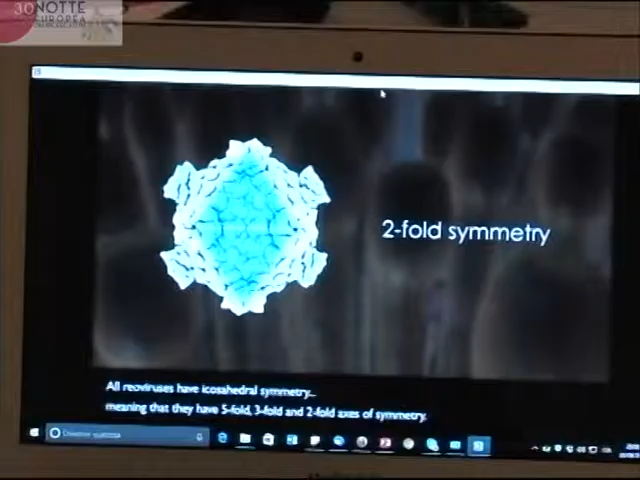 30 NOTTE
EUROPEA
2-fold symmetry
All reoviruses have icosahedral symmetry...
meaning that they have 5-fold, 3-fold and 2-fold axes of symmetry.